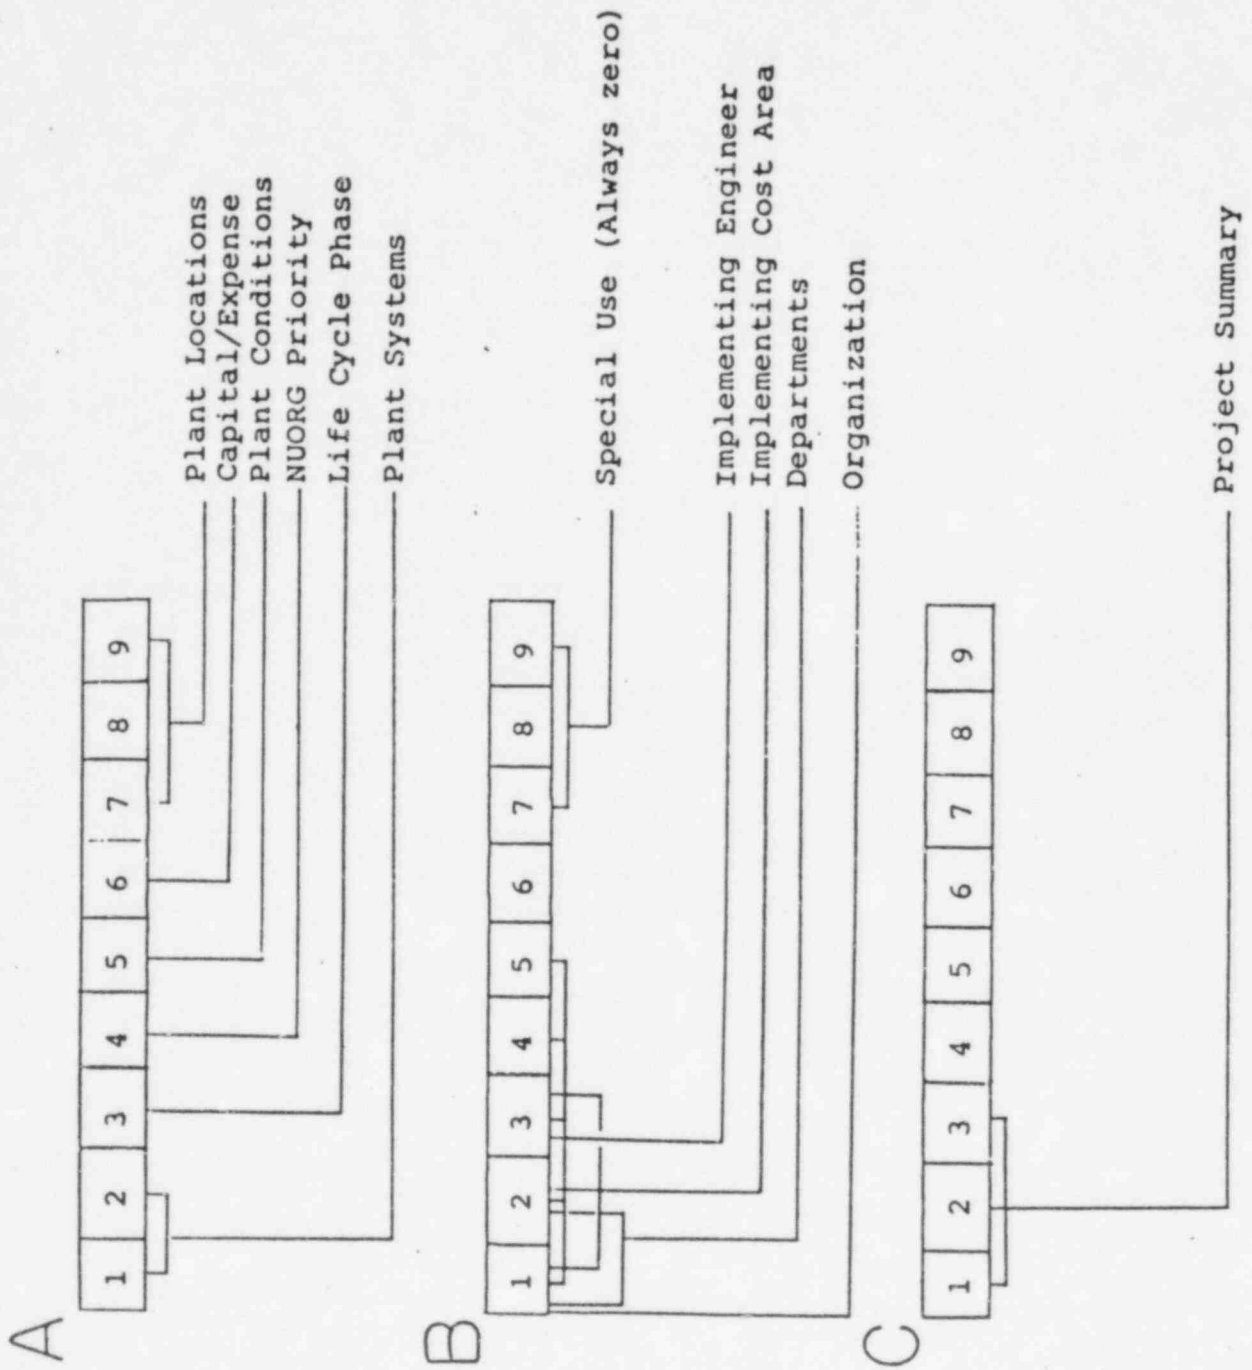 A
1 2 3 4 5 6 7 8 9
Plant Locations
Capital/Expense
Plant Conditions
NUORG Priority
Life Cycle Phase
Plant Systems
B
1 2 3 4 5 6 7 8 9
Special Use (Always zero)
Implementing Engineer
Implementing Cost Area
Departments
Organization
C
1 2 3 4 5 6 7 8 9
Project Summary